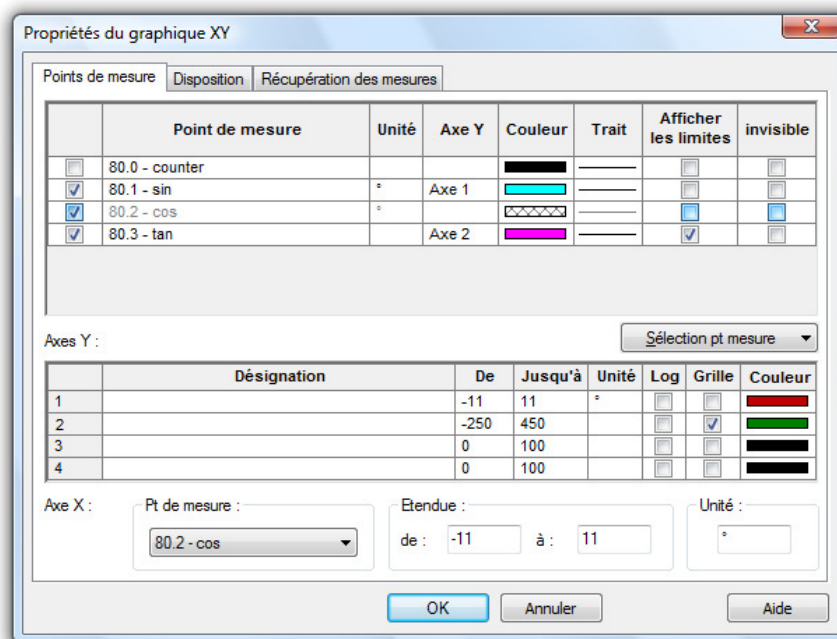 Propriétés du graphique XY
Points de mesure Disposition Récupération des mesures
Point de mesure Unité Axe Y Couleur Trait Afficher les limites invisible
80.0 - counter
80.1 - sin ° Axe 1
80.2 - cos °
80.3 - tan Axe 2
Axes Y :
Sélection pt mesure
Désignation De Jusqu'à Unité Log Grille Couleur
1 -11 11 °
2 -250 450
3 0 100
4 0 100
Axe X : Pt de mesure : Etendue : Unité :
80.2 - cos de : -11 à : 11 °
OK Annuler Aide